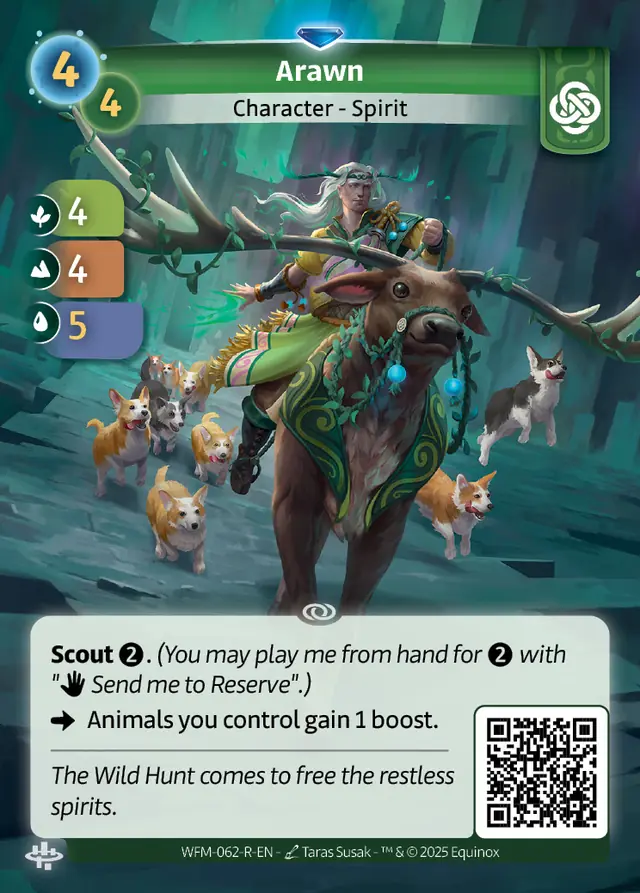 4
4
Arawn
Character - Spirit
4
4
5
Scout 2. (You may play me from hand for 2 with
" Send me to Reserve".)
Animals you control gain 1 boost.
The Wild Hunt comes to free the restless
spirits.
WFM-062-R-EN - Taras Susak - ™ & © 2025 Equinox